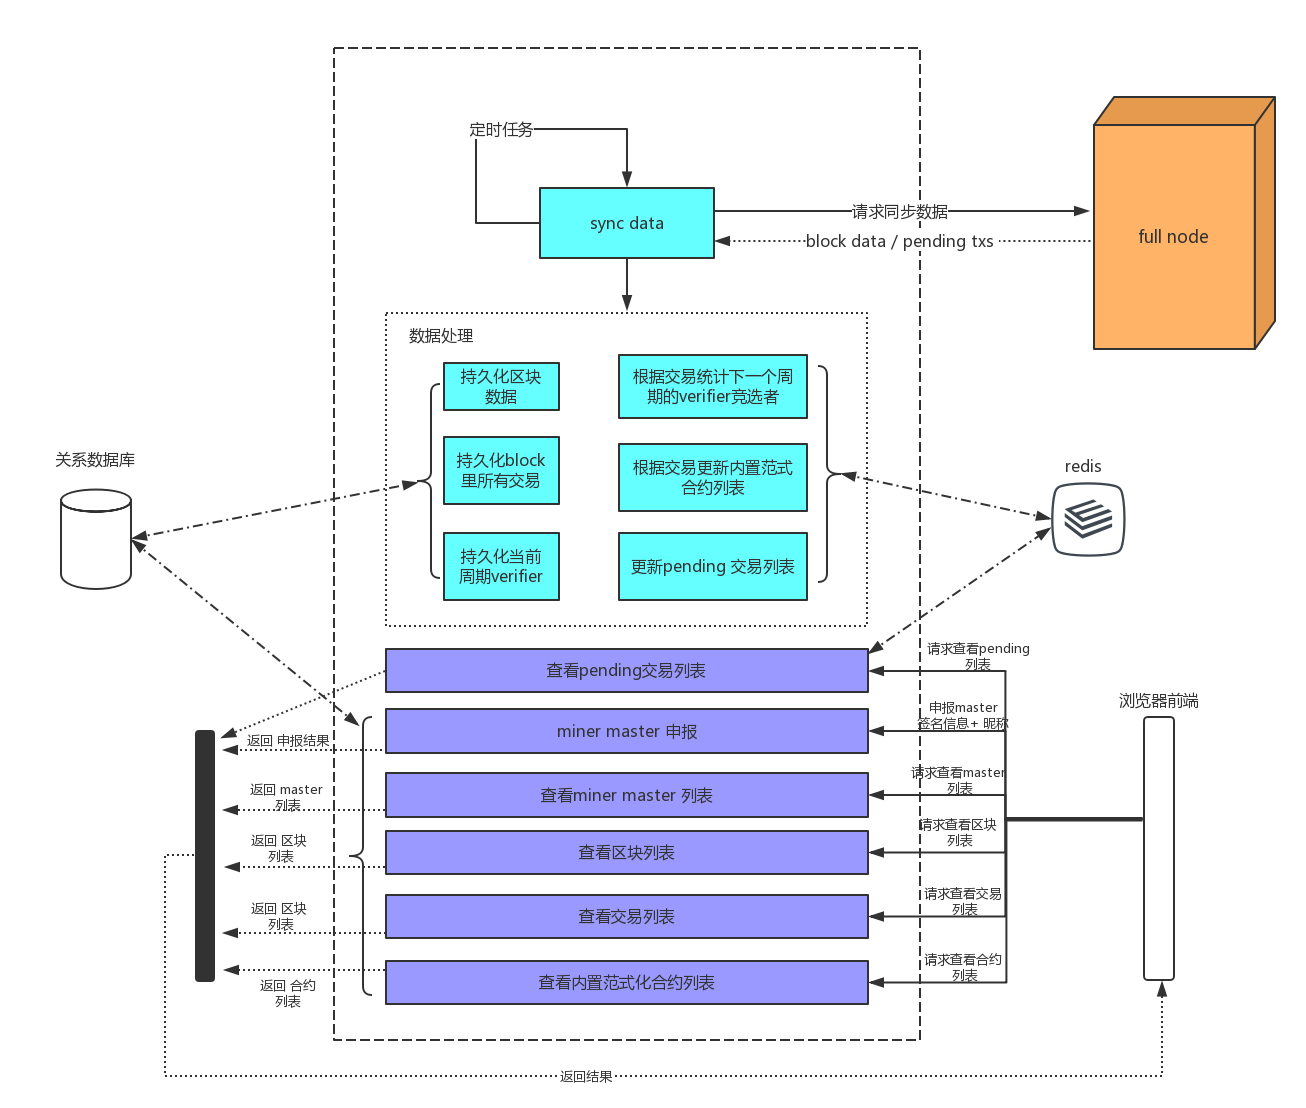 定时任务
sync data
请求同步数据
block data / pending txs
full node
数据处理
持久化区块
数据
根据交易统计下一个周
期的verifier竞选者
持久化block
里所有交易
根据交易更新内置范式
合约列表
持久化当前
周期verifier
更新pending 交易列表
关系数据库
redis
查看pending交易列表
请求查看pending
列表
miner master 申报
申报master
签名信息+ 昵称
浏览器前端
返回 申报结果
查看miner master 列表
请求查看master
列表
返回 master
列表
查看区块列表
请求查看区块
列表
返回 区块
列表
查看交易列表
请求查看交易
列表
返回 区块
列表
查看内置范式化合约列表
请求查看合约
列表
返回 合约
列表
返回结果